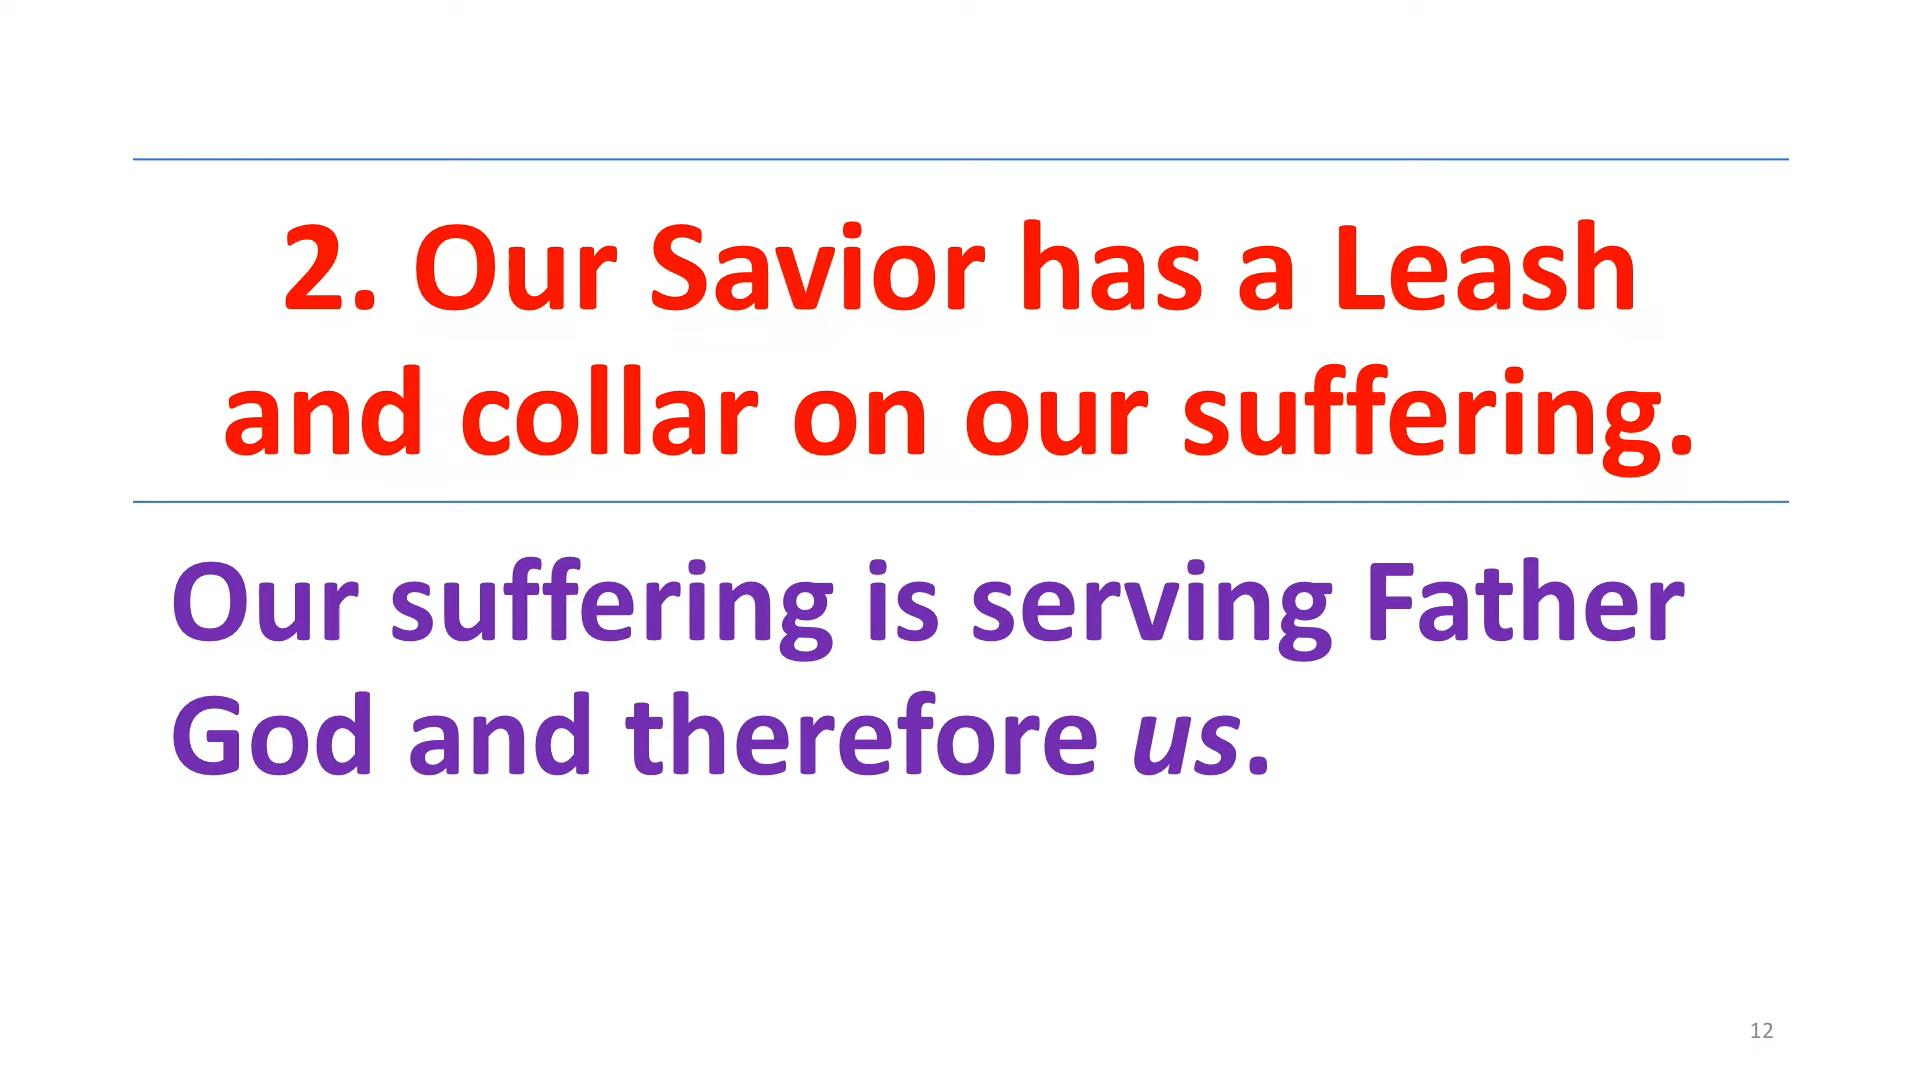 2. Our Savior has a Leash
and collar on our suffering.
Our suffering is serving Father
God and therefore us.
12